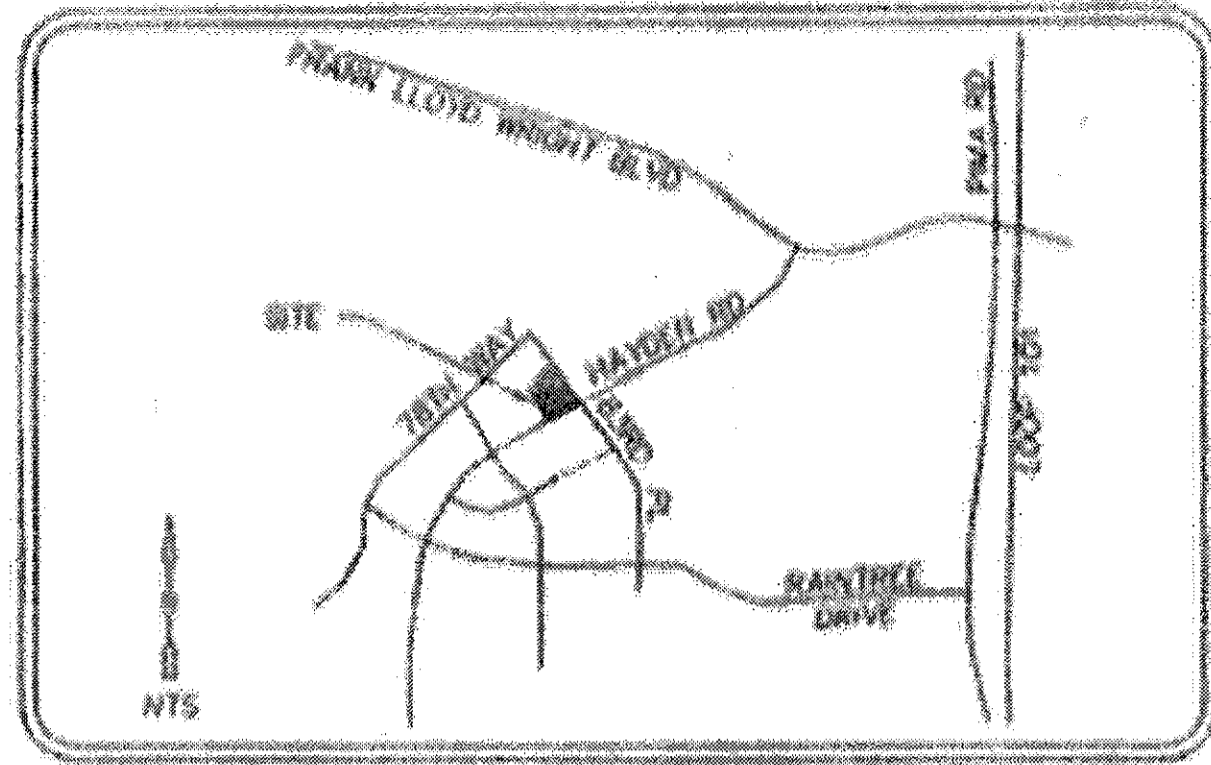 FRANK LLOYD WRIGHT BLVD
PIMA RD
SITE
78TH WAY
HAYDEN RD
LOOP 101
RAINTREE
DRIVE
NTS